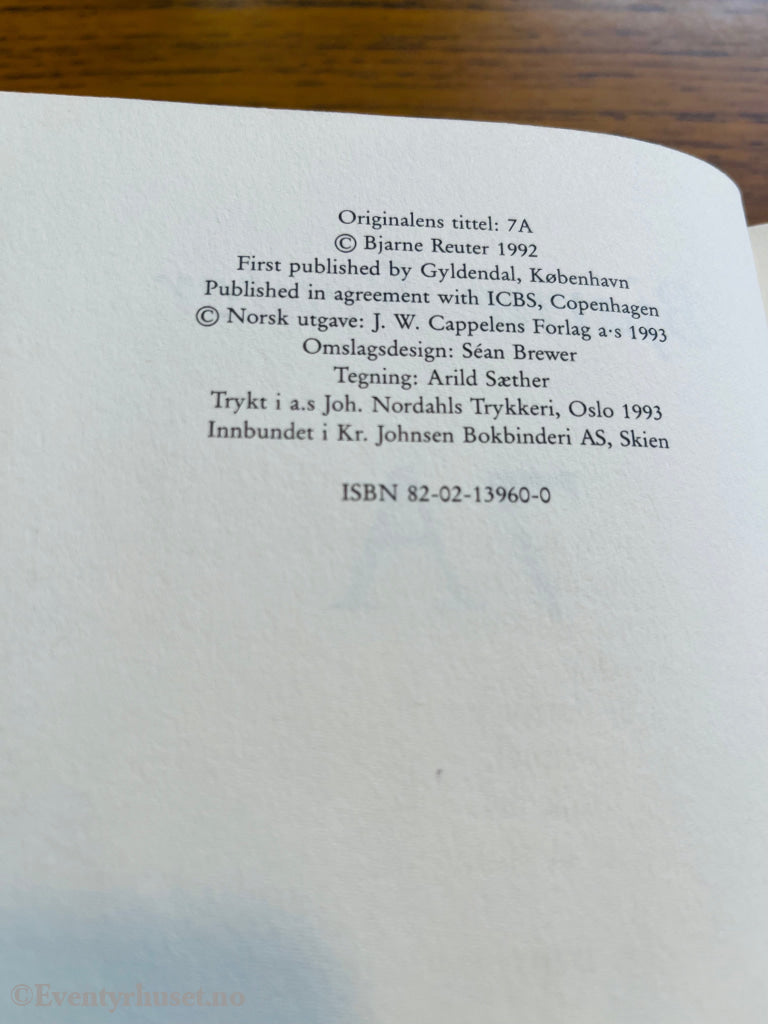 Originalens tittel: 7A
© Bjarne Reuter 1992
First published by Gyldendal, København
Published in agreement with ICBS, Copenhagen
© Norsk utgave: J. W. Cappelens Forlag a·s 1993
Omslagsdesign: Séan Brewer
Tegning: Arild Sæther
Trykt i a.s Joh. Nordahls Trykkeri, Oslo 1993
Innbundet i Kr. Johnsen Bokbinderi AS, Skien
ISBN 82-02-13960-0
©Eventyrhuset.no